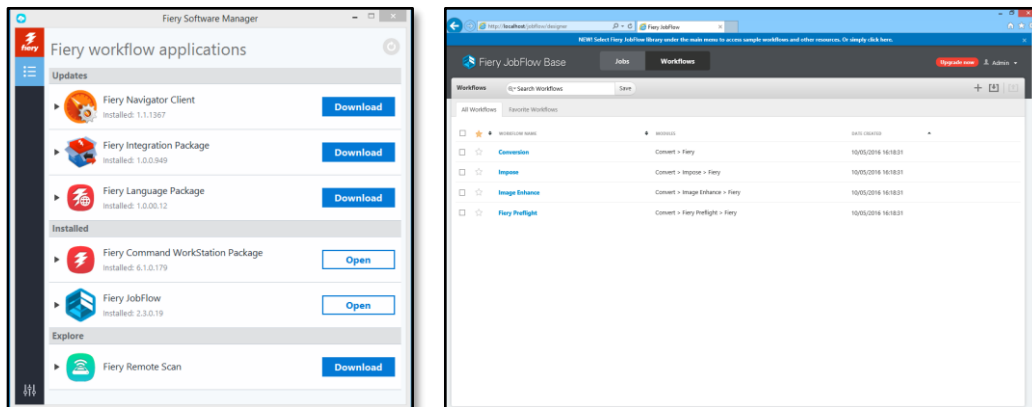 Fiery Software Manager
fiery
Fiery workflow applications
Updates
Fiery Navigator Client
Installed: 1.1.1367
Download
Fiery Integration Package
Installed: 1.0.0.949
Download
Fiery Language Package
Installed: 1.0.00.12
Download
Installed
Fiery Command WorkStation Package
Installed: 6.1.0.179
Open
Fiery JobFlow
Installed: 2.3.0.19
Open
Explore
Fiery Remote Scan
Download
http://localhost/jobflow/designer
Fiery JobFlow
NEW! Select Fiery JobFlow library under the main menu to access sample workflows and other resources. Or simply click here.
Fiery JobFlow Base
Jobs
Workflows
Upgrade now
Admin
Workflows
Search Workflows
Save
All Workflows
Favorite Workflows
WORKFLOW NAME
MODULES
DATE CREATED
Conversion
Convert > Fiery
10/05/2016 16:18:31
Impose
Convert > Impose > Fiery
10/05/2016 16:18:31
Image Enhance
Convert > Image Enhance > Fiery
10/05/2016 16:18:31
Fiery Preflight
Convert > Fiery Preflight > Fiery
10/05/2016 16:18:31